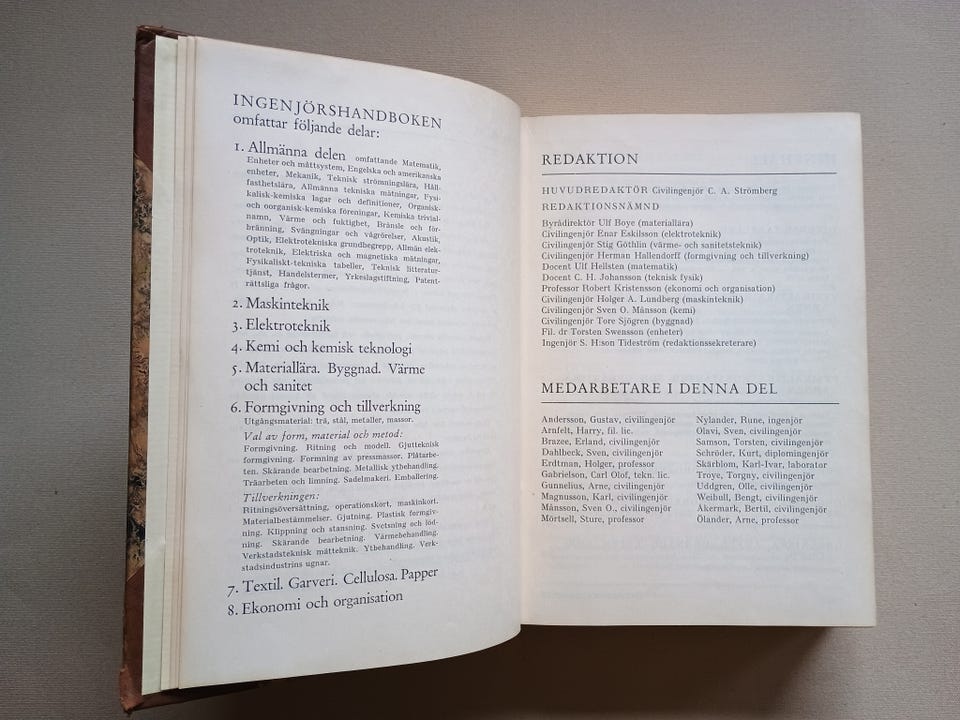 INGENJÖRSHANDBOKEN
omfattar följande delar:
1. Allmänna delen omfattande Matematik,
Enheter och måttsystem, Engelska och amerikanska
enheter, Mekanik, Teknisk strömningslära, Håll-
fasthetslära, Allmänna tekniska mätningar, Fysi-
kalisk-kemiska lagar och definitioner, Organisk-
och oorganisk-kemiska föreningar, Kemiska trivial-
namn, Värme och fuktighet, Bränsle och för-
bränning, Svängningar och vågrörelser, Akustik,
Optik, Elektrotekniska grundbegrepp, Allmän elek-
troteknik, Elektriska och magnetiska mätningar,
Fysikaliskt-tekniska tabeller, Teknisk litteratur-
tjänst, Handelstermer, Yrkeslagstiftning, Patent-
rättsliga frågor.
2. Maskinteknik
3. Elektroteknik
4. Kemi och kemisk teknologi
5. Materiallära. Byggnad. Värme
och sanitet
6. Formgivning och tillverkning
Utgångsmaterial: trä, stål, metaller, massor.
Val av form, material och metod:
Formgivning. Ritning och modell. Gjutteknisk
formgivning. Formning av pressmassor. Plåtarbe-
ten. Skärande bearbetning. Metallisk ytbehandling.
Träarbeten och limning. Sadelmakeri. Emballering.
Tillverkningen:
Ritningsöversättning, operationskort, maskinkort.
Materialbestämmelser. Gjutning. Plastisk formgiv-
ning. Klippning och stansning. Svetsning och löd-
ning. Skärande bearbetning. Värmebehandling.
Verkstadsteknisk mätteknik. Ytbehandling. Verk-
stadsindustrins ugnar.
7. Textil. Garveri. Cellulosa. Papper
8. Ekonomi och organisation
REDAKTION
HUVUDREDAKTÖR Civilingenjör C. A. Strömberg
REDAKTIONSNÄMND
Byrådirektör Ulf Boye (materiallära)
Civilingenjör Enar Eskilsson (elektroteknik)
Civilingenjör Stig Göthlin (värme- och sanitetsteknik)
Civilingenjör Herman Hallendorff (formgivning och tillverkning)
Docent Ulf Hellsten (matematik)
Docent C. H. Johansson (teknisk fysik)
Professor Robert Kristensson (ekonomi och organisation)
Civilingenjör Holger A. Lundberg (maskinteknik)
Civilingenjör Sven O. Månsson (kemi)
Civilingenjör Tore Sjögren (byggnad)
Fil. dr Torsten Swensson (enheter)
Ingenjör S. H:son Tideström (redaktionssekreterare)
MEDARBETARE I DENNA DEL
Andersson, Gustav, civilingenjör
Arnfelt, Harry, fil. lic.
Brazee, Erland, civilingenjör
Dahlbeck, Sven, civilingenjör
Erdtman, Holger, professor
Gabrielson, Carl Olof, tekn. lic.
Gunnelius, Arne, civilingenjör
Magnusson, Karl, civilingenjör
Månsson, Sven O., civilingenjör
Mörtsell, Sture, professor
Nylander, Rune, ingenjör
Olavi, Sven, civilingenjör
Samson, Torsten, civilingenjör
Schröder, Kurt, diplomingenjör
Skärblom, Karl-Ivar, laborator
Troye, Torgny, civilingenjör
Uddgren, Olle, civilingenjör
Weibull, Bengt, civilingenjör
Åkermark, Bertil, civilingenjör
Ölander, Arne, professor